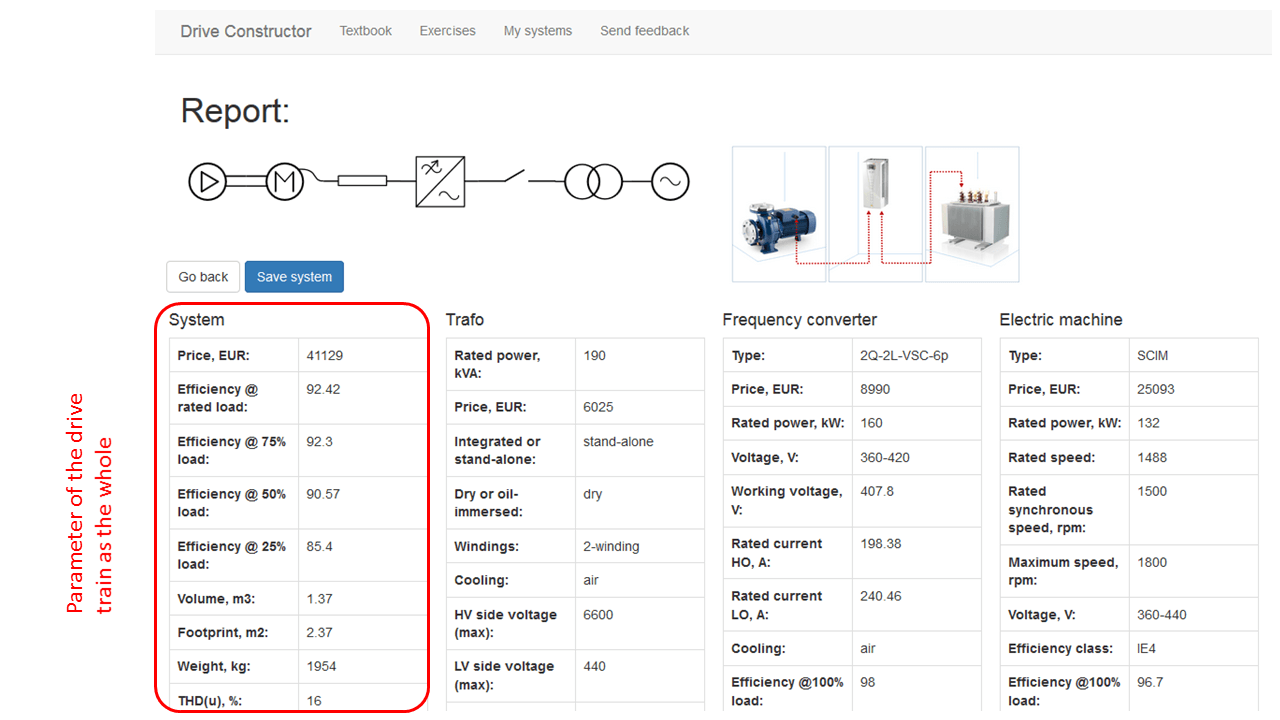 Drive Constructor Textbook Exercises My systems Send feedback
Report:
M
Go back Save system
Parameter of the drive
train as the whole
System
Price, EUR: 41129
Efficiency @ 92.42
rated load:
Efficiency @ 75% 92.3
load:
Efficiency @ 50% 90.57
load:
Efficiency @ 25% 85.4
load:
Volume, m3: 1.37
Footprint, m2: 2.37
Weight, kg: 1954
THD(u), %: 16
Trafo
Rated power, 190
kVA:
Price, EUR: 6025
Integrated or stand-alone
stand-alone:
Dry or oil- dry
immersed:
Windings: 2-winding
Cooling: air
HV side voltage 6600
(max):
LV side voltage 440
(max):
Frequency converter
Type: 2Q-2L-VSC-6p
Price, EUR: 8990
Rated power, kW: 160
Voltage, V: 360-420
Working voltage, 407.8
V:
Rated current 198.38
HO, A:
Rated current 240.46
LO, A:
Cooling: air
Efficiency @100% 98
load:
Electric machine
Type: SCIM
Price, EUR: 25093
Rated power, kW: 132
Rated speed: 1488
Rated 1500
synchronous
speed, rpm:
Maximum speed, 1800
rpm:
Voltage, V: 360-440
Efficiency class: IE4
Efficiency @100% 96.7
load: